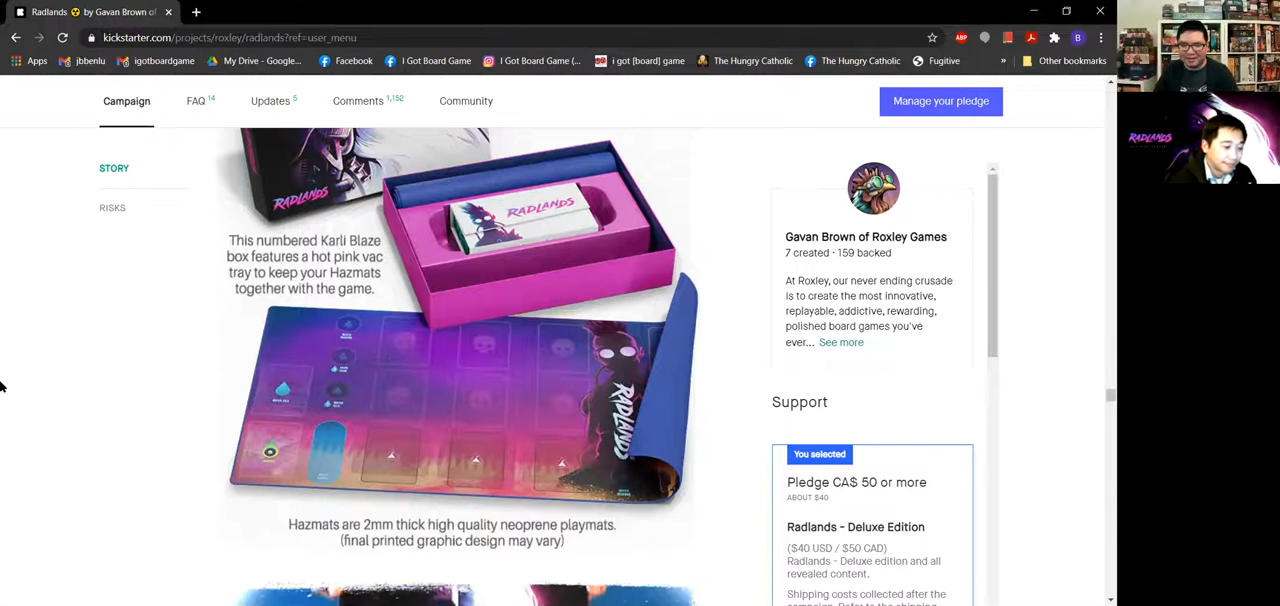 Radlands ☢ by Gavan Brown of
kickstarter.com/projects/roxley/radlands?ref=user_menu
ABP
B
Apps
jbbenlu
igotboardgame
My Drive - Google...
Facebook
I Got Board Game
I Got Board Game (...
i got [board] game
The Hungry Catholic
The Hungry Catholic
Fugitive
»
Other bookmarks
Campaign
FAQ 14
Updates 5
Comments 1,152
Community
Manage your pledge
STORY
RISKS
RADLANDS
RADLANDS
This numbered Karli Blaze
box features a hot pink vac
tray to keep your Hazmats
together with the game.
RADLANDS
Hazmats are 2mm thick high quality neoprene playmats.
(final printed graphic design may vary)
Gavan Brown of Roxley Games
7 created · 159 backed
At Roxley, our never ending crusade
is to create the most innovative,
replayable, addictive, rewarding,
polished board games you've
ever... See more
Support
You selected
Pledge CA$ 50 or more
ABOUT $40
Radlands - Deluxe Edition
($40 USD / $50 CAD)
Radlands - Deluxe edition and all
revealed content.
Shipping costs collected after the
campaign. Refer to the shipping
RADLANDS